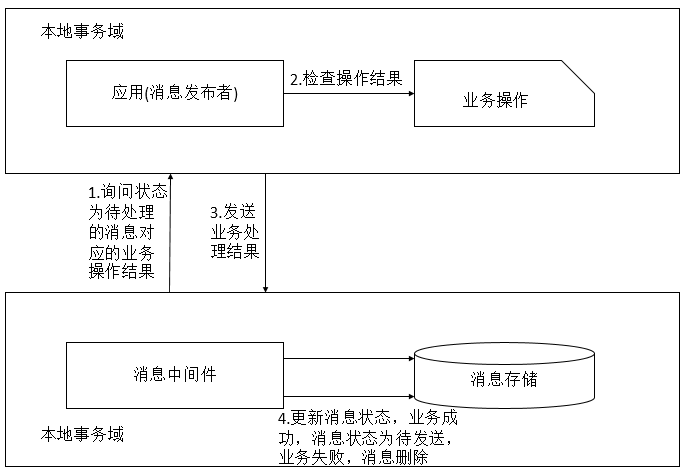 本地事务域
应用(消息发布者)
2.检查操作结果
业务操作
1.询问状态
为待处理
的消息对
应的业务
操作结果
3.发送
业务处
理结果
消息中间件
消息存储
4.更新消息状态，业务成
功，消息状态为待发送，
业务失败，消息删除
本地事务域